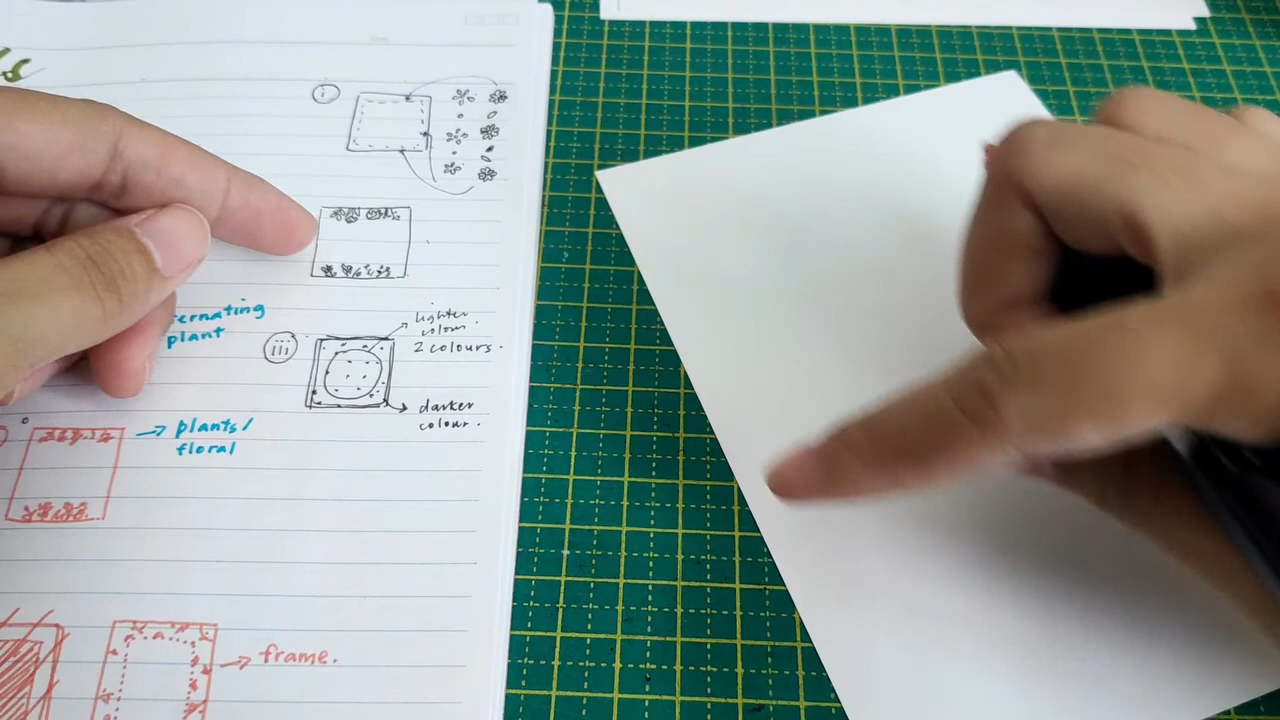 i
ernating
plant
iii
lighter
colour.
2 colours.
darker
colour.
→ plants/
floral
→ frame.